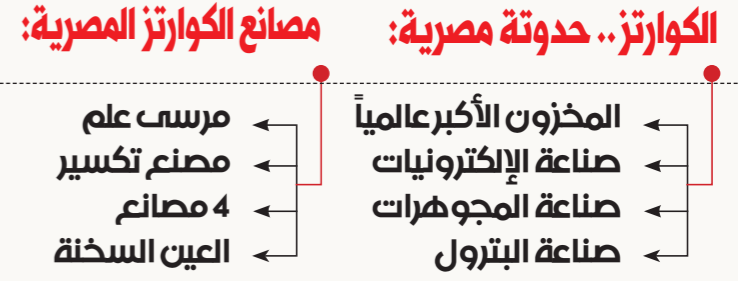 الكوارتز.. حدوتة مصرية:
المخزون الأكبر عالمياً
صناعة الإلكترونيات
صناعة المجوهرات
صناعة البترول
مصانع الكوارتز المصرية:
مرسى علم
مصنع تكسير
4 مصانع
العين السخنة